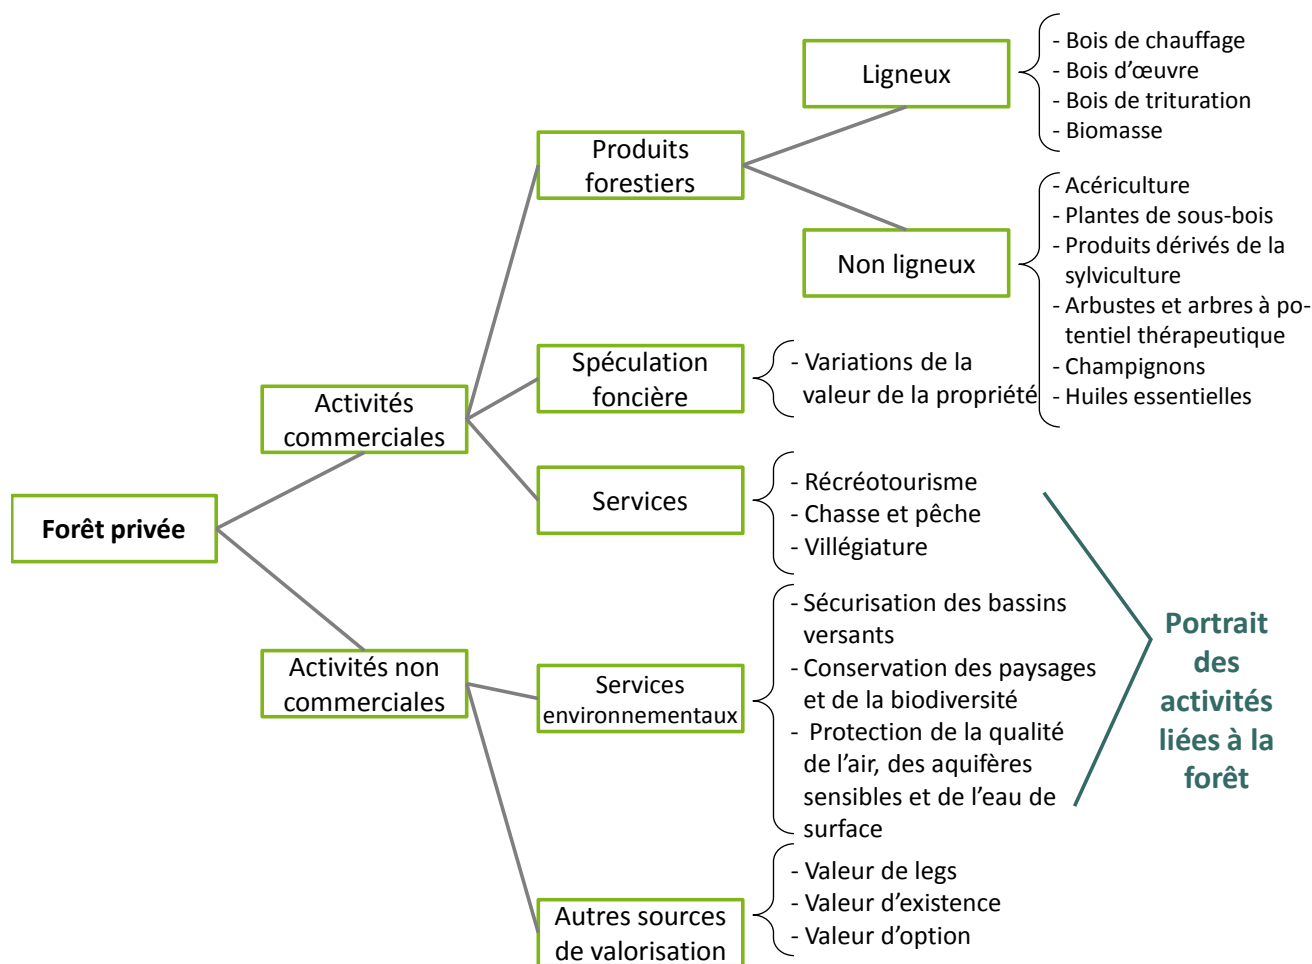 Forêt privée
Activités
commerciales
Produits
forestiers
Ligneux
- Bois de chauffage
- Bois d'œuvre
- Bois de trituration
- Biomasse
Non ligneux
- Acériculture
- Plantes de sous-bois
- Produits dérivés de la
sylviculture
- Arbustes et arbres à po-
tentiel thérapeutique
- Champignons
- Huiles essentielles
Spéculation
foncière
- Variations de la
valeur de la propriété
Services
- Récréotourisme
- Chasse et pêche
- Villégiature
Activités non
commerciales
Services
environnementaux
- Sécurisation des bassins
versants
- Conservation des paysages
et de la biodiversité
- Protection de la qualité
de l'air, des aquifères
sensibles et de l'eau de
surface
Autres sources
de valorisation
- Valeur de legs
- Valeur d'existence
- Valeur d'option
Portrait
des
activités
liées à la
forêt